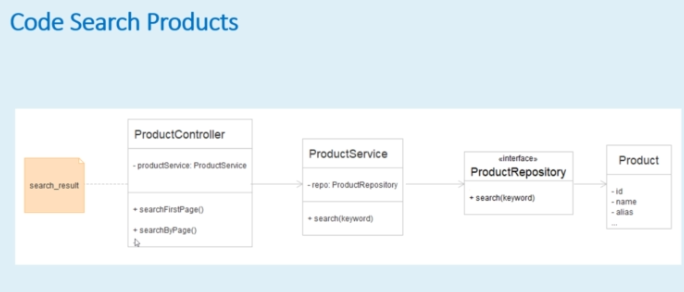 Code Search Products
search_result
ProductController
- productService: ProductService
+ searchFirstPage()
+ searchByPage()
ProductService
- repo: ProductRepository
+ search(keyword)
«interface»
ProductRepository
+ search(keyword)
Product
- id
- name
- alias
...